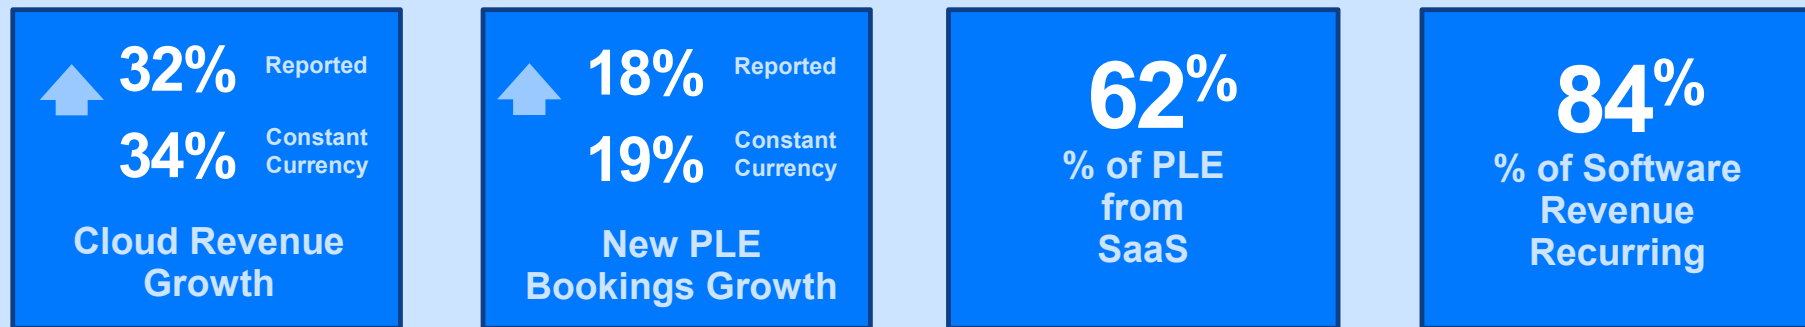 32% Reported
34% Constant
Currency
Cloud Revenue
Growth
18% Reported
19% Constant
Currency
New PLE
Bookings Growth
62%
% of PLE
from
SaaS
84%
% of Software
Revenue
Recurring